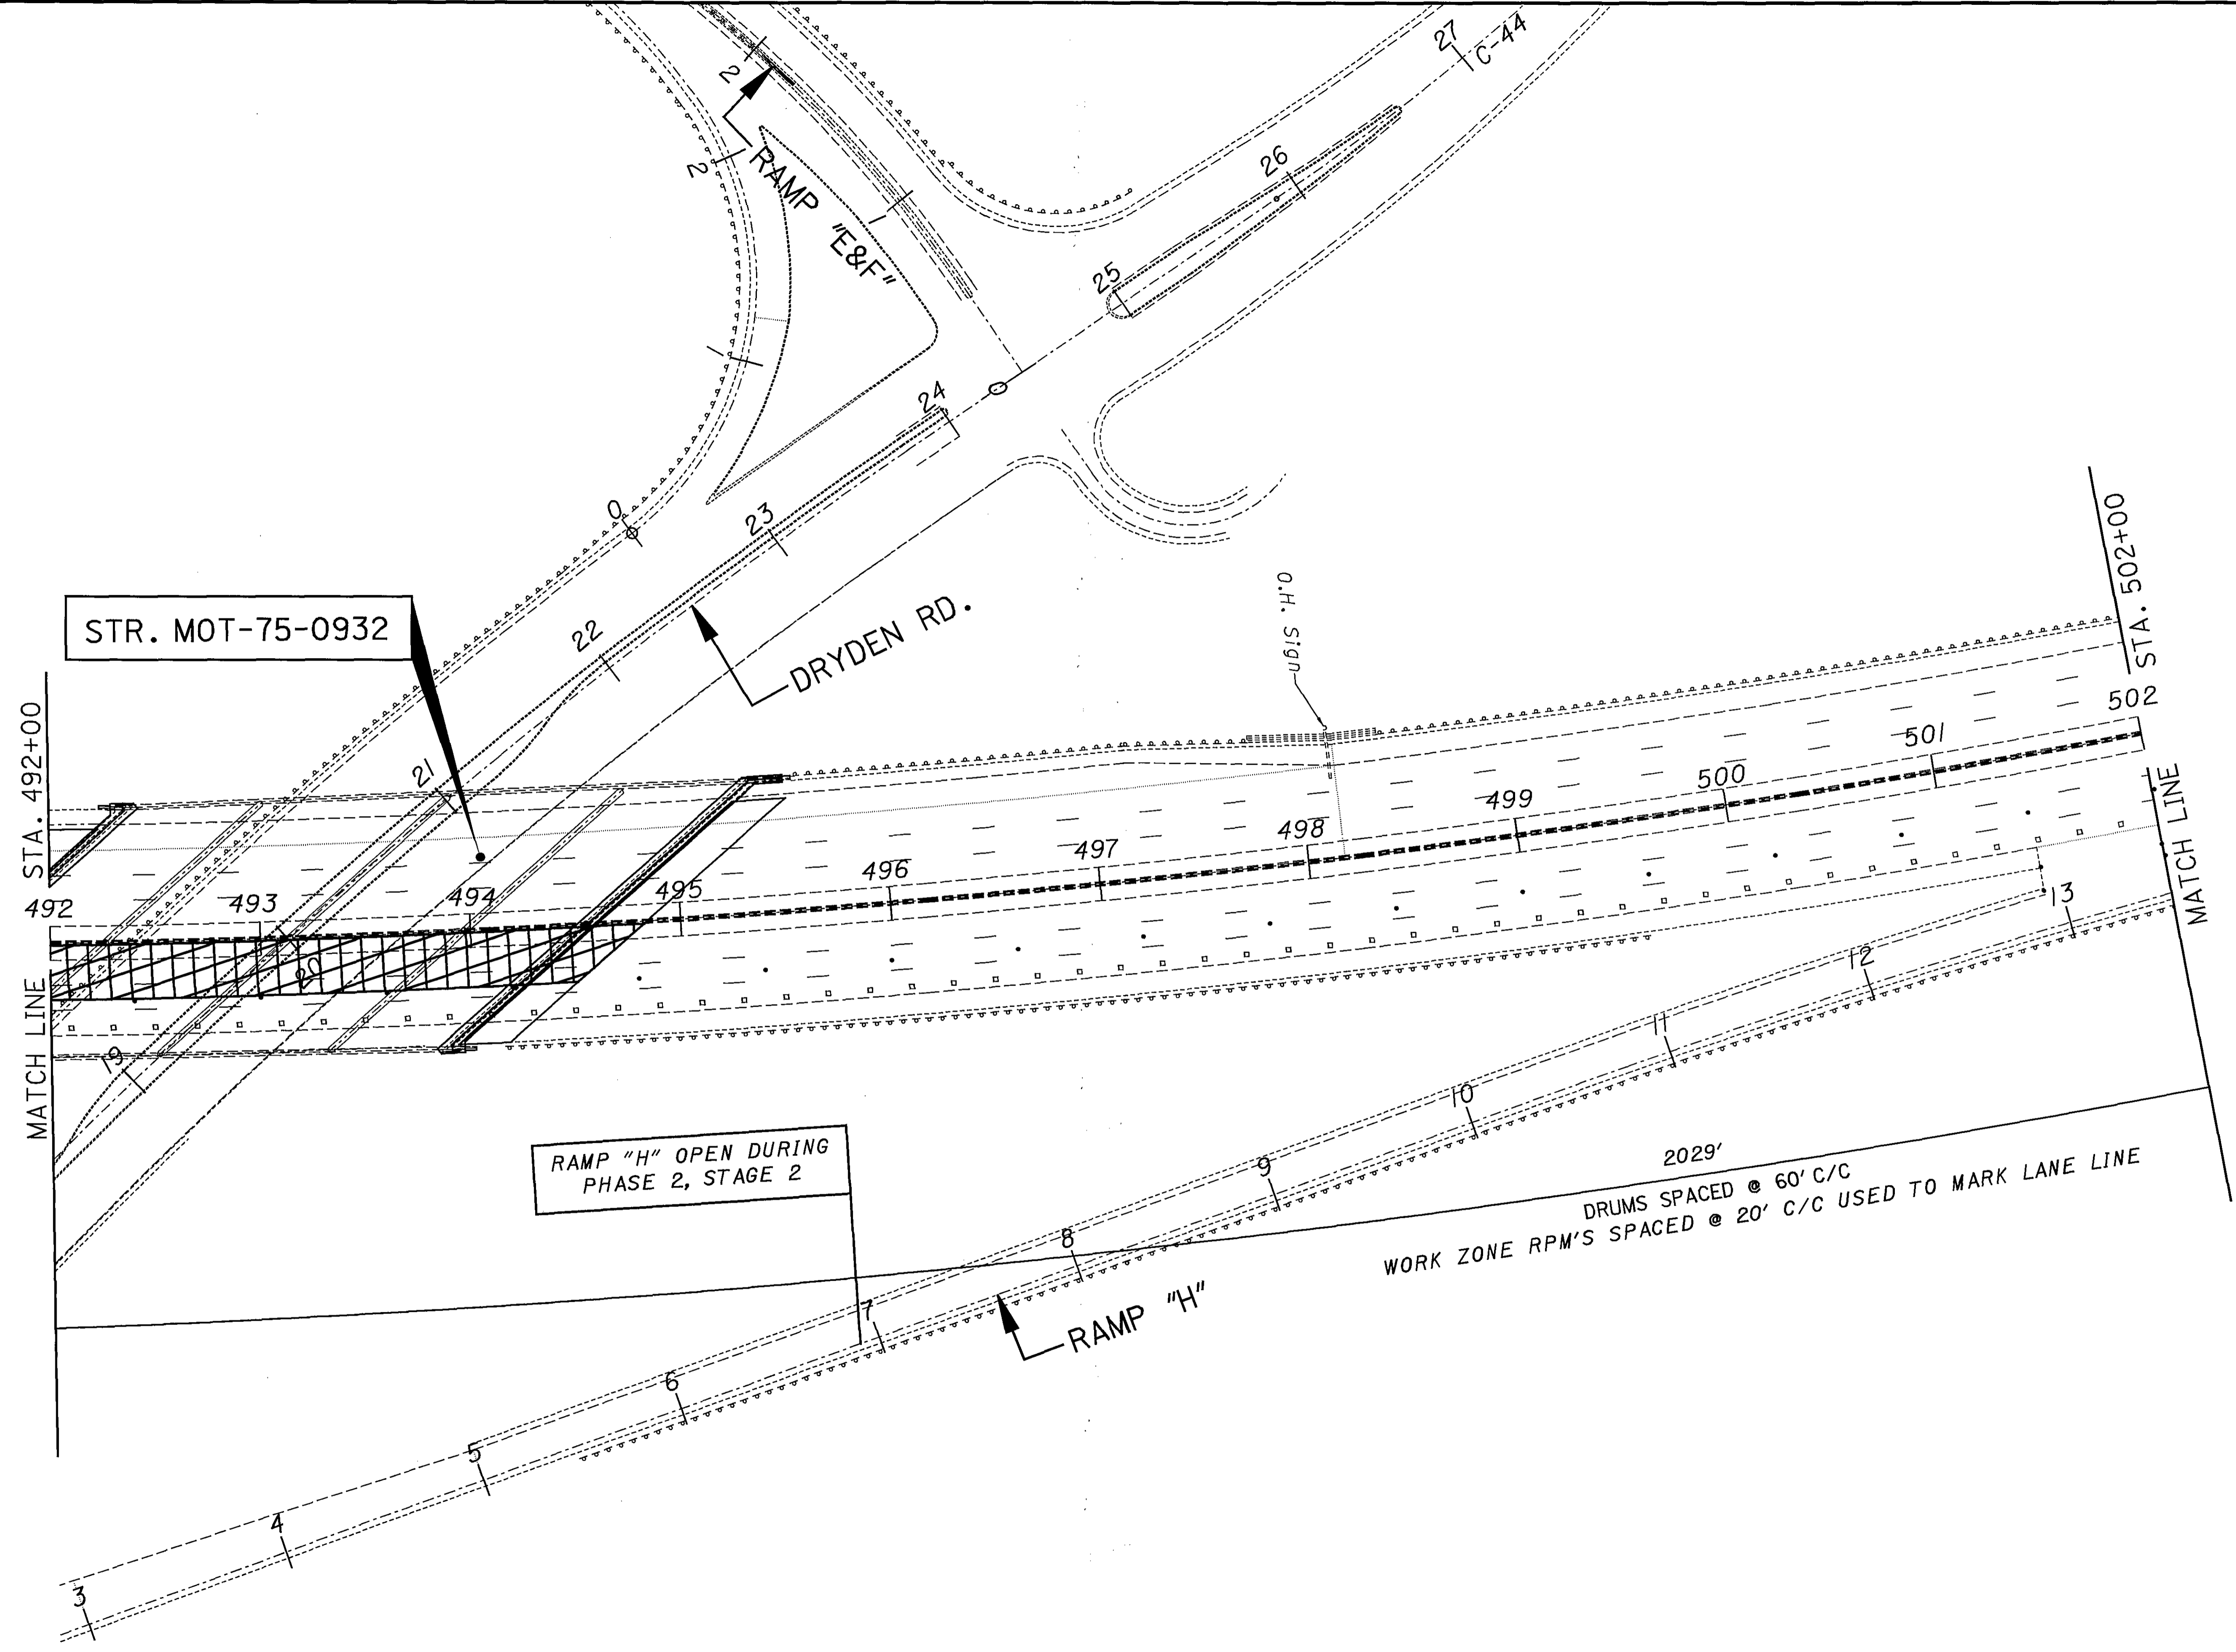 27
C-44
2
2
RAMP "E&F"
1
26
25
24
23
0
22
21
DRYDEN RD.
STR. MOT-75-0932
O.H. Sign
STA. 502+00
MATCH LINE
STA. 492+00
MATCH LINE
492
493
494
495
496
497
498
499
500
501
502
20
19
RAMP "H" OPEN DURING
PHASE 2, STAGE 2
2029'
DRUMS SPACED @ 60' C/C
WORK ZONE RPM'S SPACED @ 20' C/C USED TO MARK LANE LINE
RAMP "H"
3
4
5
6
7
8
9
10
11
12
13